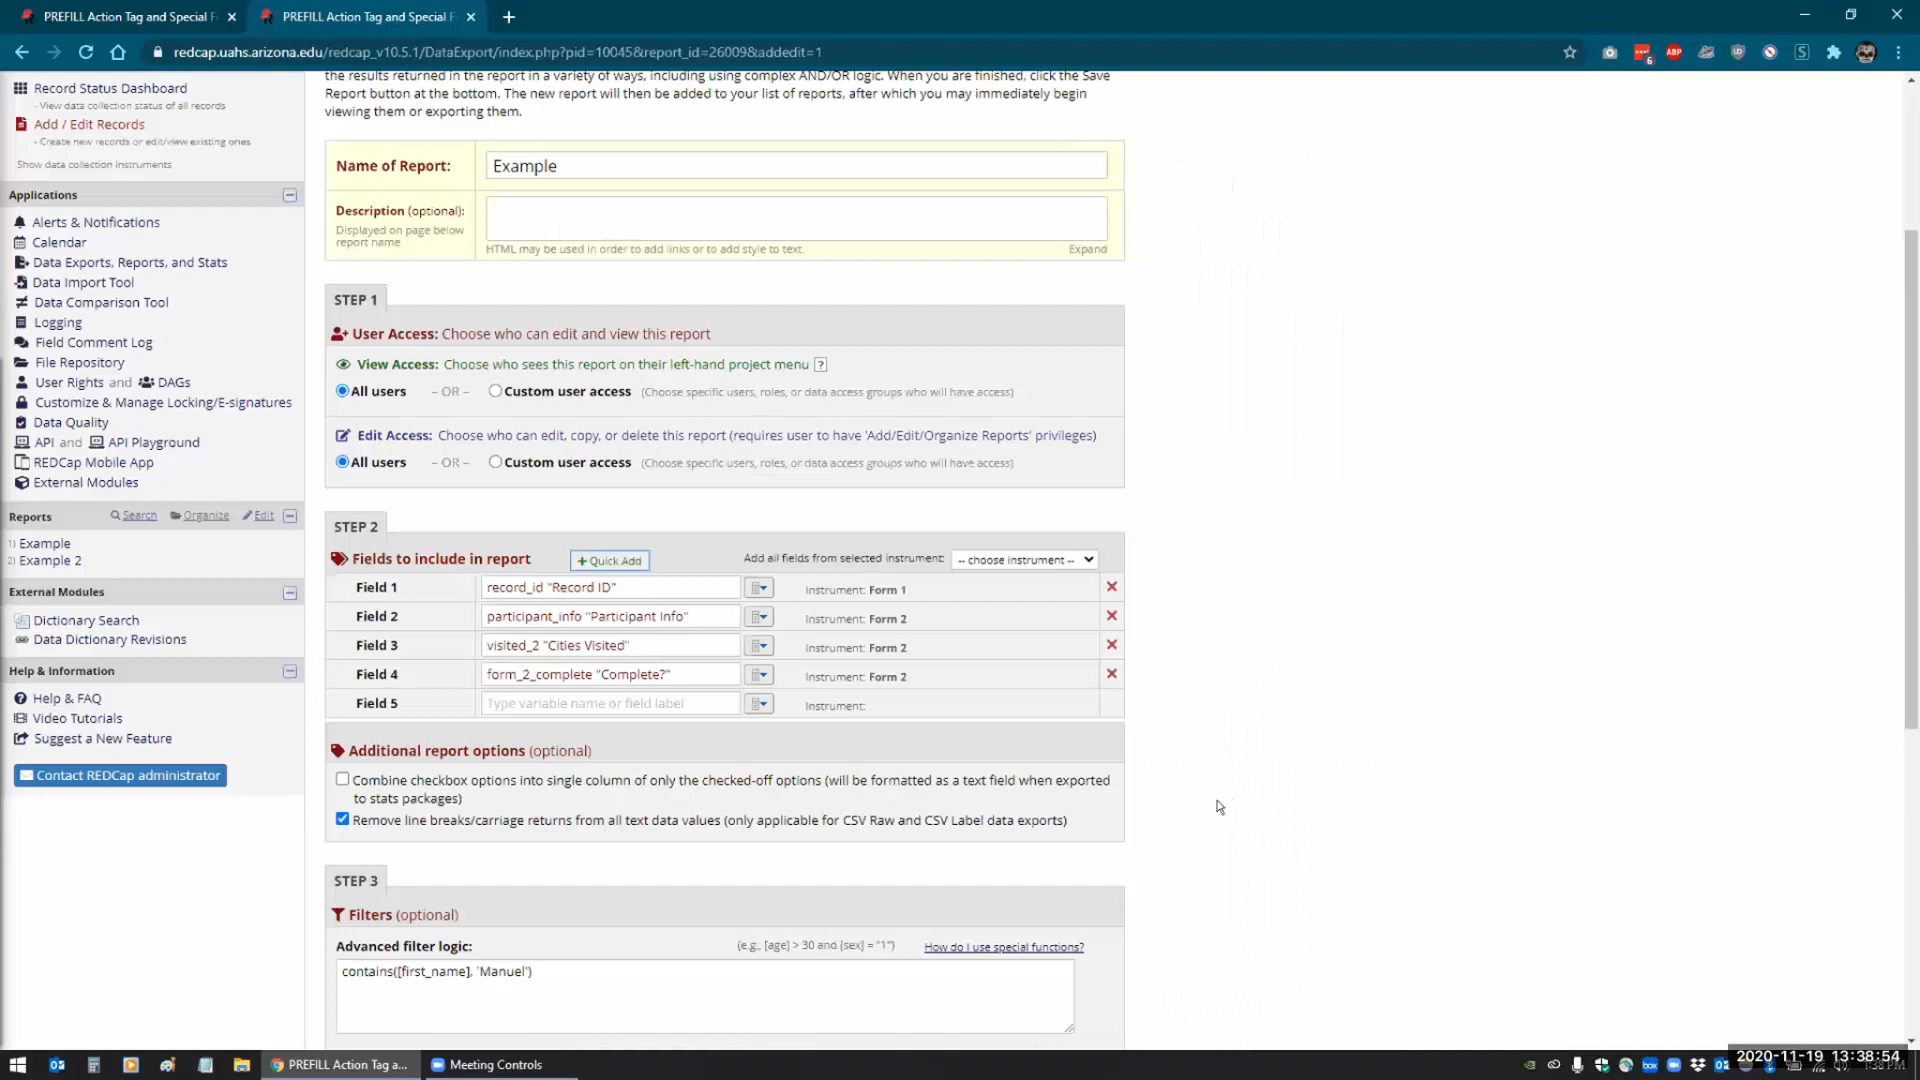 PREFILL Action Tag and Special F
PREFILL Action Tag and Special F
redcap.uahs.arizona.edu/redcap_v10.5.1/DataExport/index.php?pid=10045&report_id=26009&addedit=1
6
ABP
S
Record Status Dashboard
- View data collection status of all records
Add / Edit Records
- Create new records or edit/view existing ones
Show data collection instruments
Applications
Alerts & Notifications
Calendar
Data Exports, Reports, and Stats
Data Import Tool
Data Comparison Tool
Logging
Field Comment Log
File Repository
User Rights and DAGs
Customize & Manage Locking/E-signatures
Data Quality
API and API Playground
REDCap Mobile App
External Modules
Reports Search Organize Edit
1) Example
2) Example 2
External Modules
Dictionary Search
Data Dictionary Revisions
Help & Information
Help & FAQ
Video Tutorials
Suggest a New Feature
Contact REDCap administrator
the results returned in the report in a variety of ways, including using complex AND/OR logic. When you are finished, click the Save
Report button at the bottom. The new report will then be added to your list of reports, after which you may immediately begin
viewing them or exporting them.
Name of Report: Example
Description (optional):
Displayed on page below
report name
HTML may be used in order to add links or to add style to text. Expand
STEP 1
User Access: Choose who can edit and view this report
View Access: Choose who sees this report on their left-hand project menu ?
All users – OR – Custom user access (Choose specific users, roles, or data access groups who will have access)
Edit Access: Choose who can edit, copy, or delete this report (requires user to have 'Add/Edit/Organize Reports' privileges)
All users – OR – Custom user access (Choose specific users, roles, or data access groups who will have access)
STEP 2
Fields to include in report + Quick Add Add all fields from selected instrument: -- choose instrument --
Field 1 record_id "Record ID" Instrument: Form 1
Field 2 participant_info "Participant Info" Instrument: Form 2
Field 3 visited_2 "Cities Visited" Instrument: Form 2
Field 4 form_2_complete "Complete?" Instrument: Form 2
Field 5 Type variable name or field label Instrument:
Additional report options (optional)
Combine checkbox options into single column of only the checked-off options (will be formatted as a text field when exported
to stats packages)
Remove line breaks/carriage returns from all text data values (only applicable for CSV Raw and CSV Label data exports)
STEP 3
Filters (optional)
Advanced filter logic: (e.g., [age] > 30 and [sex] = "1") How do I use special functions?
contains([first_name], 'Manuel')
PREFILL Action Tag a...
Meeting Controls
box
2020-11-19 13:38:54